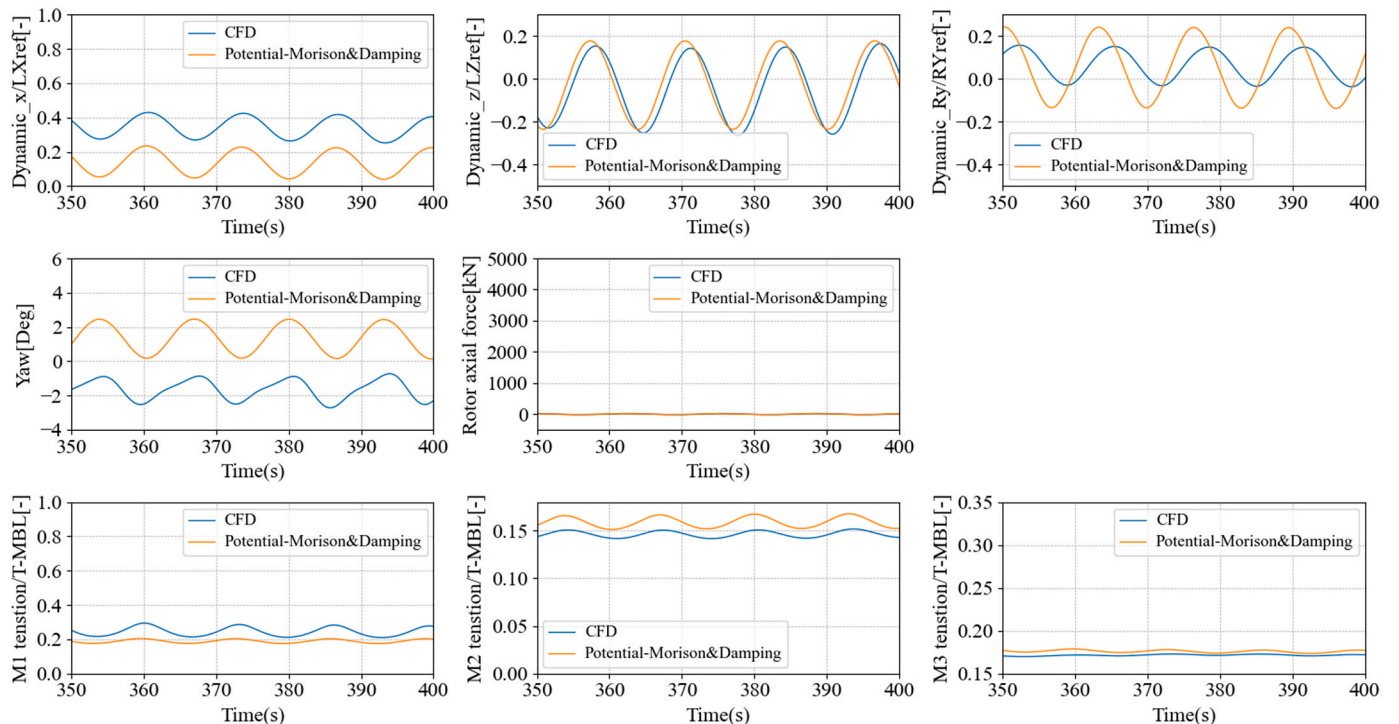 Dynamic_x/LXref[-]
1.0
0.8
0.6
0.4
0.2
0.0
CFD
Potential-Morison&Damping
350 360 370 380 390 400
Time(s)
Dynamic_z/LZref[-]
0.2
0.0
−0.2
−0.4
CFD
Potential-Morison&Damping
350 360 370 380 390 400
Time(s)
Dynamic_Ry/RYref[-]
0.2
0.0
−0.2
−0.4
CFD
Potential-Morison&Damping
350 360 370 380 390 400
Time(s)
Yaw[Deg]
6
4
2
0
−2
−4
CFD
Potential-Morison&Damping
350 360 370 380 390 400
Time(s)
Rotor axial force[kN]
5000
4000
3000
2000
1000
0
CFD
Potential-Morison&Damping
350 360 370 380 390 400
Time(s)
M1 tenstion/T-MBL[-]
1.0
0.8
0.6
0.4
0.2
0.0
CFD
Potential-Morison&Damping
350 360 370 380 390 400
Time(s)
M2 tenstion/T-MBL[-]
0.15
0.10
0.05
0.00
CFD
Potential-Morison&Damping
350 360 370 380 390 400
Time(s)
M3 tenstion/T-MBL[-]
0.35
0.30
0.25
0.20
0.15
CFD
Potential-Morison&Damping
350 360 370 380 390 400
Time(s)